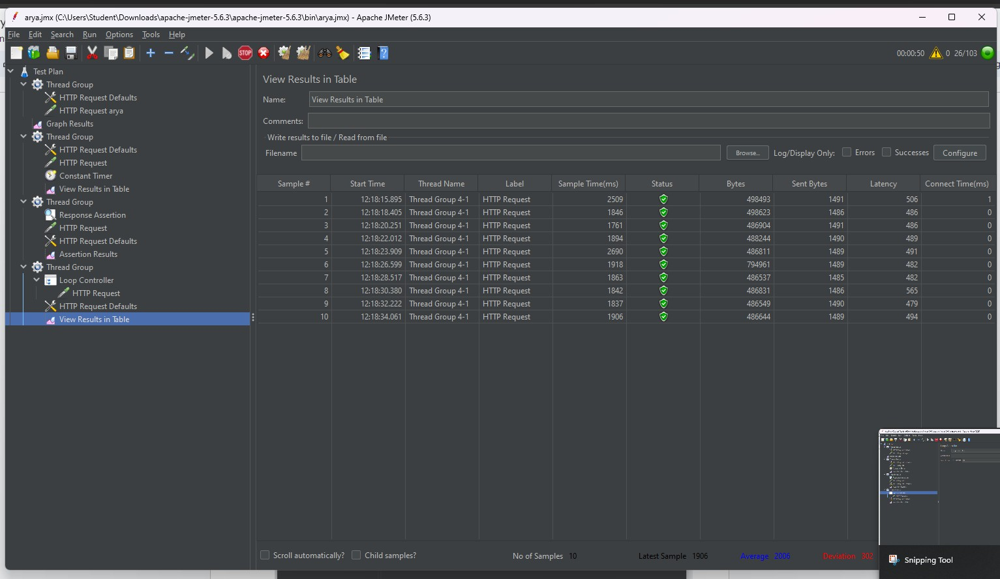 arya.jmx (C:\Users\Student\Downloads\apache-jmeter-5.6.3\apache-jmeter-5.6.3\bin\arya.jmx) - Apache JMeter (5.6.3)
File Edit Search Run Options Tools Help
STOP 00:00:50 0 26/103
Test Plan
Thread Group
HTTP Request Defaults
HTTP Request arya
Graph Results
Thread Group
HTTP Request Defaults
HTTP Request
Constant Timer
View Results in Table
Thread Group
Response Assertion
HTTP Request
HTTP Request Defaults
Assertion Results
Thread Group
Loop Controller
HTTP Request
HTTP Request Defaults
View Results in Table
View Results in Table
Name: View Results in Table
Comments:
Write results to file / Read from file
Filename Browse... Log/Display Only: Errors Successes Configure
Sample # Start Time Thread Name Label Sample Time(ms) Status Bytes Sent Bytes Latency Connect Time(ms)
1 12:18:15.895 Thread Group 4-1 HTTP Request 2509 498493 1491 506 1
2 12:18:18.405 Thread Group 4-1 HTTP Request 1846 498623 1486 486 0
3 12:18:20.251 Thread Group 4-1 HTTP Request 1761 486904 1491 486 0
4 12:18:22.012 Thread Group 4-1 HTTP Request 1894 488244 1490 489 0
5 12:18:23.909 Thread Group 4-1 HTTP Request 2690 486811 1489 491 0
6 12:18:26.599 Thread Group 4-1 HTTP Request 1918 794961 1489 482 0
7 12:18:28.517 Thread Group 4-1 HTTP Request 1863 486537 1485 482 0
8 12:18:30.380 Thread Group 4-1 HTTP Request 1842 486831 1486 565 0
9 12:18:32.222 Thread Group 4-1 HTTP Request 1837 486549 1490 479 0
10 12:18:34.061 Thread Group 4-1 HTTP Request 1906 486644 1489 494 0
Scroll automatically? Child samples? No of Samples 10 Latest Sample 1906 Average 2006 Deviation 302
Snipping Tool